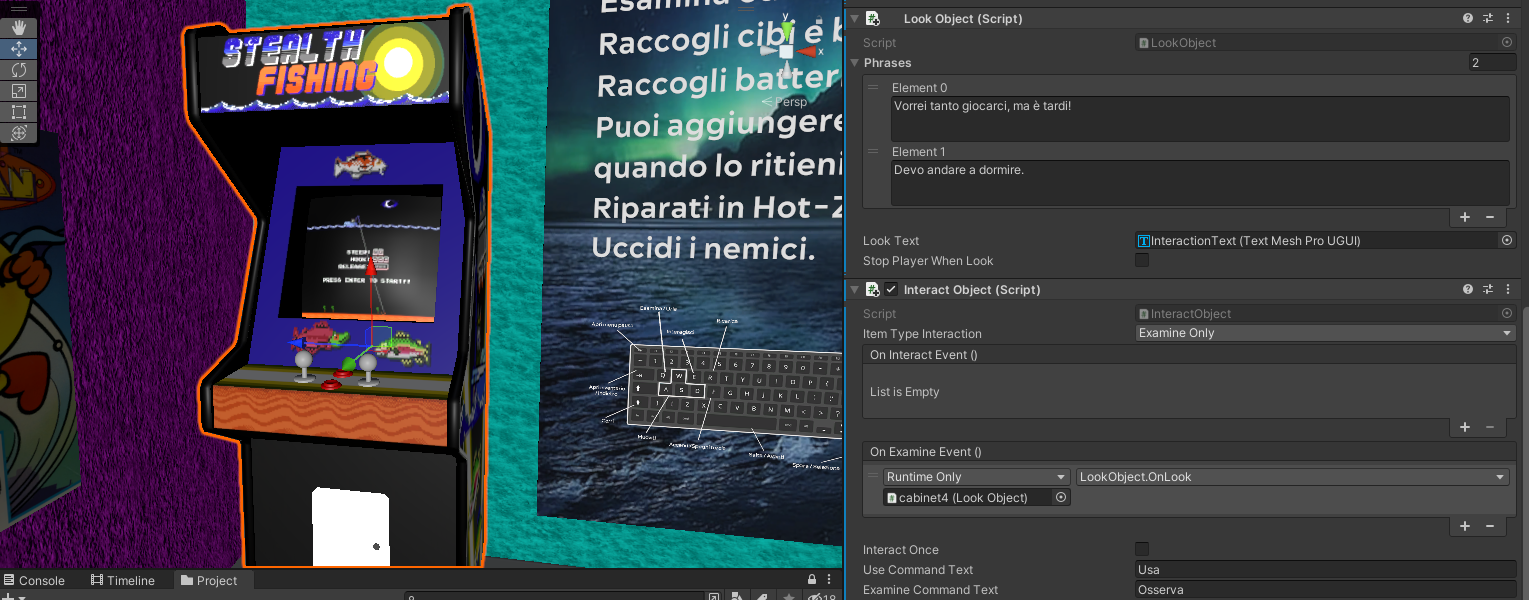 STEALTH
FISHING
PRESS ENTER TO START!!
Raccogli cibi e b
Raccogli batter
Persp
Puoi aggiungere
quando lo ritieni
Riparati in Hot-Z
Uccidi i nemici.
y
x
Console
Timeline
Project
18
Look Object (Script)
Script
LookObject
Phrases
2
Element 0
Vorrei tanto giocarci, ma è tardi!
Element 1
Devo andare a dormire.
Look Text
InteractionText (Text Mesh Pro UGUI)
Stop Player When Look
Interact Object (Script)
Script
InteractObject
Item Type Interaction
Examine Only
On Interact Event ()
List is Empty
On Examine Event ()
Runtime Only
LookObject.OnLook
cabinet4 (Look Object)
Interact Once
Use Command Text
Usa
Examine Command Text
Osserva